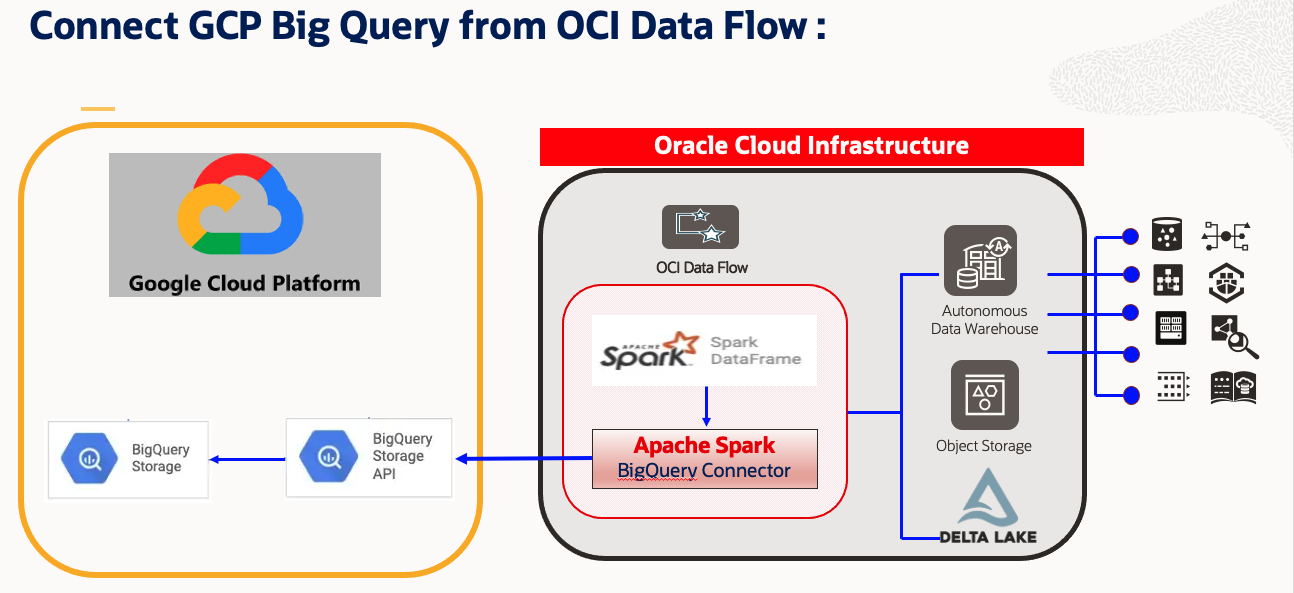 Connect GCP Big Query from OCI Data Flow :
Google Cloud Platform
BigQuery
Storage
BigQuery
Storage
API
Oracle Cloud Infrastructure
OCI Data Flow
APACHE
Spark
Spark
DataFrame
Apache Spark
BigQuery Connector
A
Autonomous
Data Warehouse
Object Storage
DELTA LAKE